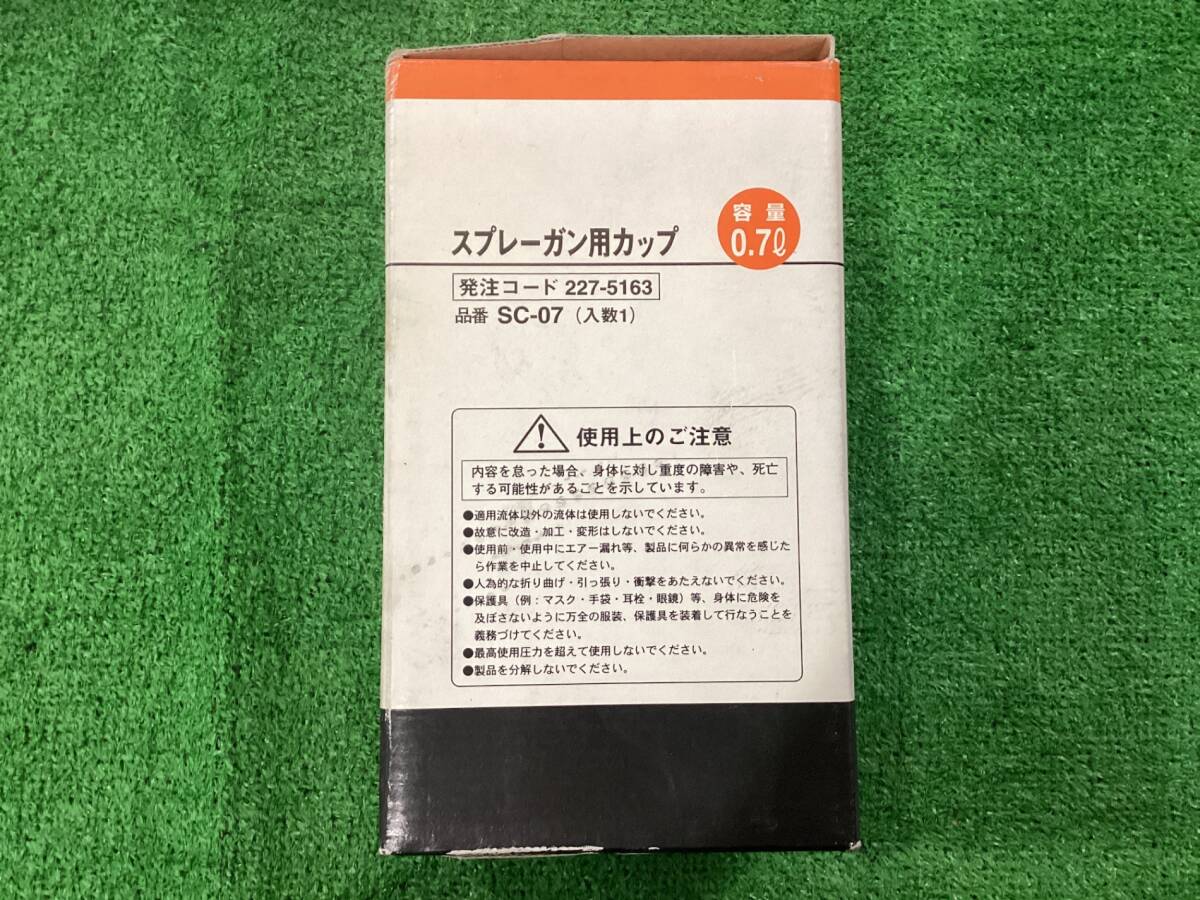 容量
0.7ℓ
スプレーガン用カップ
発注コード 227-5163
品番 SC-07（入数1）
使用上のご注意
内容を怠った場合、身体に対し重度の障害や、死亡
する可能性があることを示しています。
●適用流体以外の流体は使用しないでください。
●故意に改造・加工・変形はしないでください。
●使用前・使用中にエアー漏れ等、製品に何らかの異常を感じた
ら作業を中止してください。
●人為的な折り曲げ・引っ張り・衝撃をあたえないでください。
●保護具（例：マスク・手袋・耳栓・眼鏡）等、身体に危険を
及ぼさないように万全の服装、保護具を装着して行なうことを
義務づけてください。
●最高使用圧力を超えて使用しないでください。
●製品を分解しないでください。